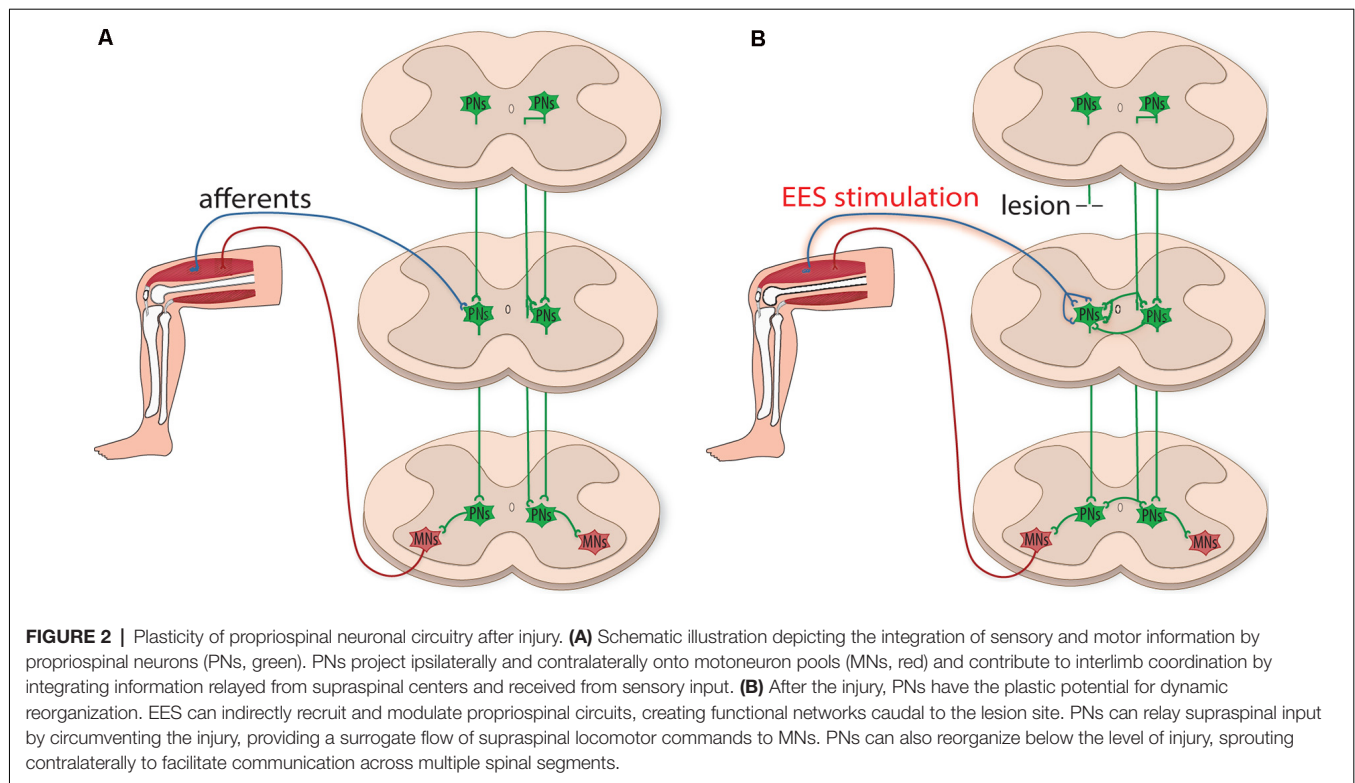 A
B
PNs PNs
PNs PNs
afferents
EES stimulation
lesion
PNs PNs
PNs PNs
PNs PNs
MNs MNs
PNs PNs
MNs MNs
FIGURE 2 | Plasticity of propriospinal neuronal circuitry after injury. (A) Schematic illustration depicting the integration of sensory and motor information by
propriospinal neurons (PNs, green). PNs project ipsilaterally and contralaterally onto motoneuron pools (MNs, red) and contribute to interlimb coordination by
integrating information relayed from supraspinal centers and received from sensory input. (B) After the injury, PNs have the plastic potential for dynamic
reorganization. EES can indirectly recruit and modulate propriospinal circuits, creating functional networks caudal to the lesion site. PNs can relay supraspinal input
by circumventing the injury, providing a surrogate flow of supraspinal locomotor commands to MNs. PNs can also reorganize below the level of injury, sprouting
contralaterally to facilitate communication across multiple spinal segments.